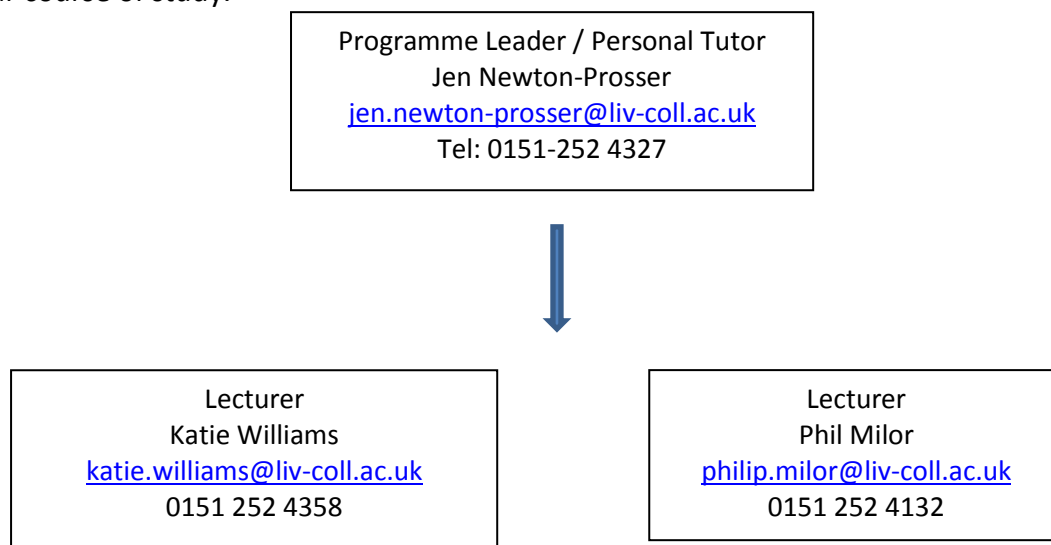 course of study.
Programme Leader / Personal Tutor
Jen Newton-Prosser
jen.newton-prosser@liv-coll.ac.uk
Tel: 0151-252 4327
Lecturer
Katie Williams
katie.williams@liv-coll.ac.uk
0151 252 4358
Lecturer
Phil Milor
philip.milor@liv-coll.ac.uk
0151 252 4132